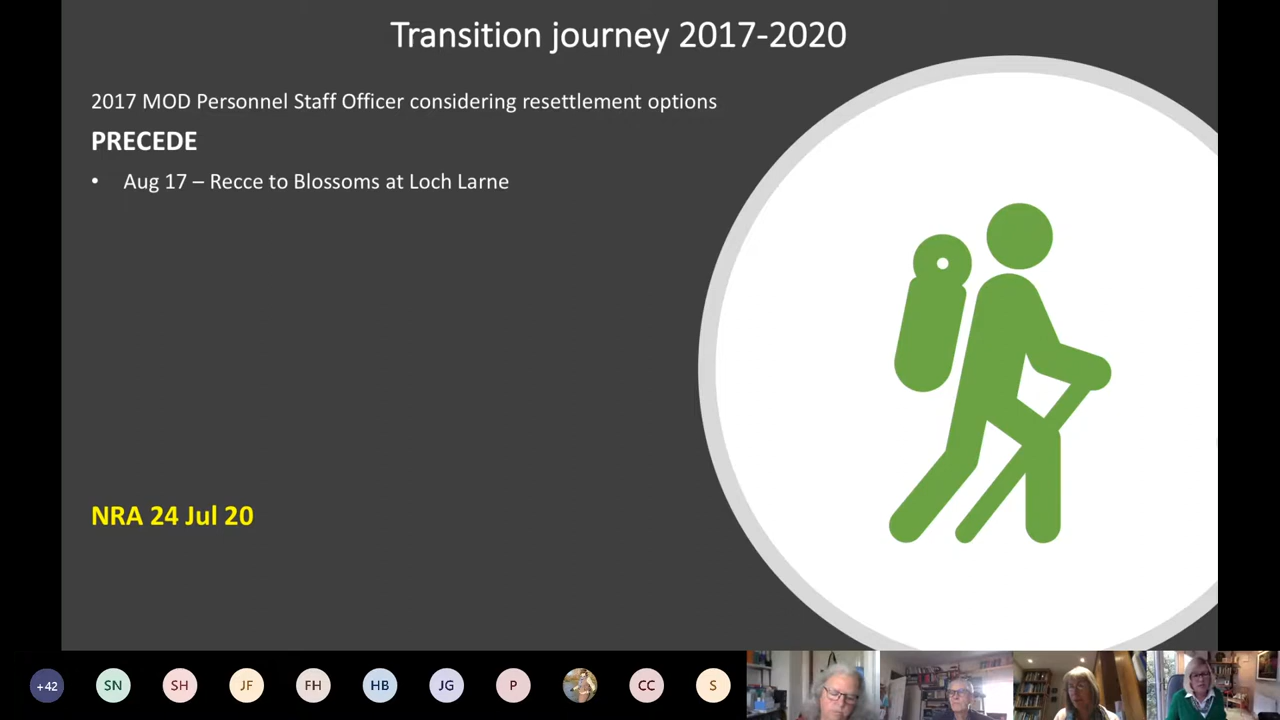 Transition journey 2017-2020
2017 MOD Personnel Staff Officer considering resettlement options
PRECEDE
• Aug 17 – Recce to Blossoms at Loch Larne
NRA 24 Jul 20
+42
SN
SH
JF
FH
HB
JG
P
CC
S